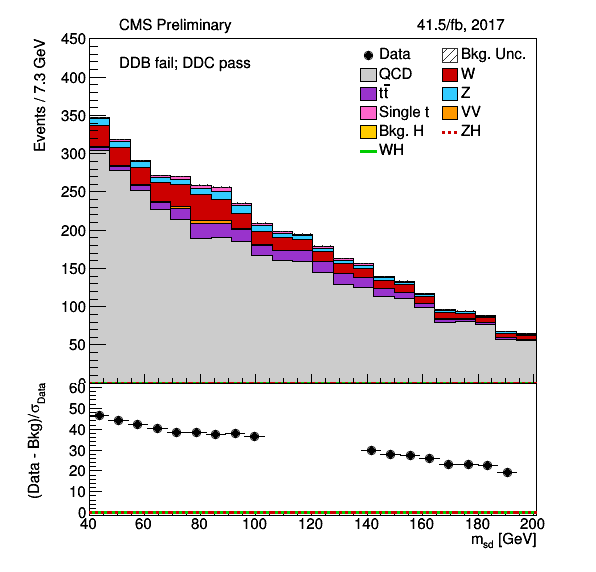 CMS Preliminary 41.5/fb, 2017
DDB fail; DDC pass
Data Bkg. Unc.
QCD W
tt̅ Z
Single t VV
Bkg. H ZH
WH
Events / 7.3 GeV
450
400
350
300
250
200
150
100
50
0
(Data - Bkg)/σData
60
50
40
30
20
10
0
40 60 80 100 120 140 160 180 200
msd [GeV]